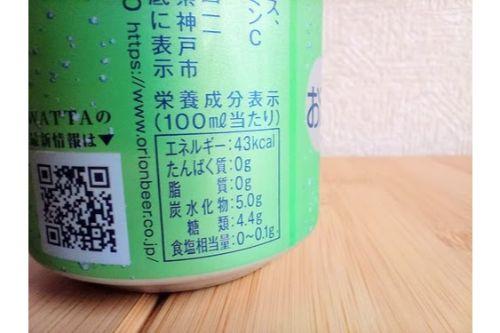 ス、
ンC
神戸市
底に表示
https://www.orionbeer.co.jp/
WATTAの
最新情報は▼
栄養成分表示
(100ml当たり)
エネルギー:43kcal
たんぱく質:0g
脂質:0g
炭水化物:5.0g
糖類:4.4g
食塩相当量:0~0.1g
お